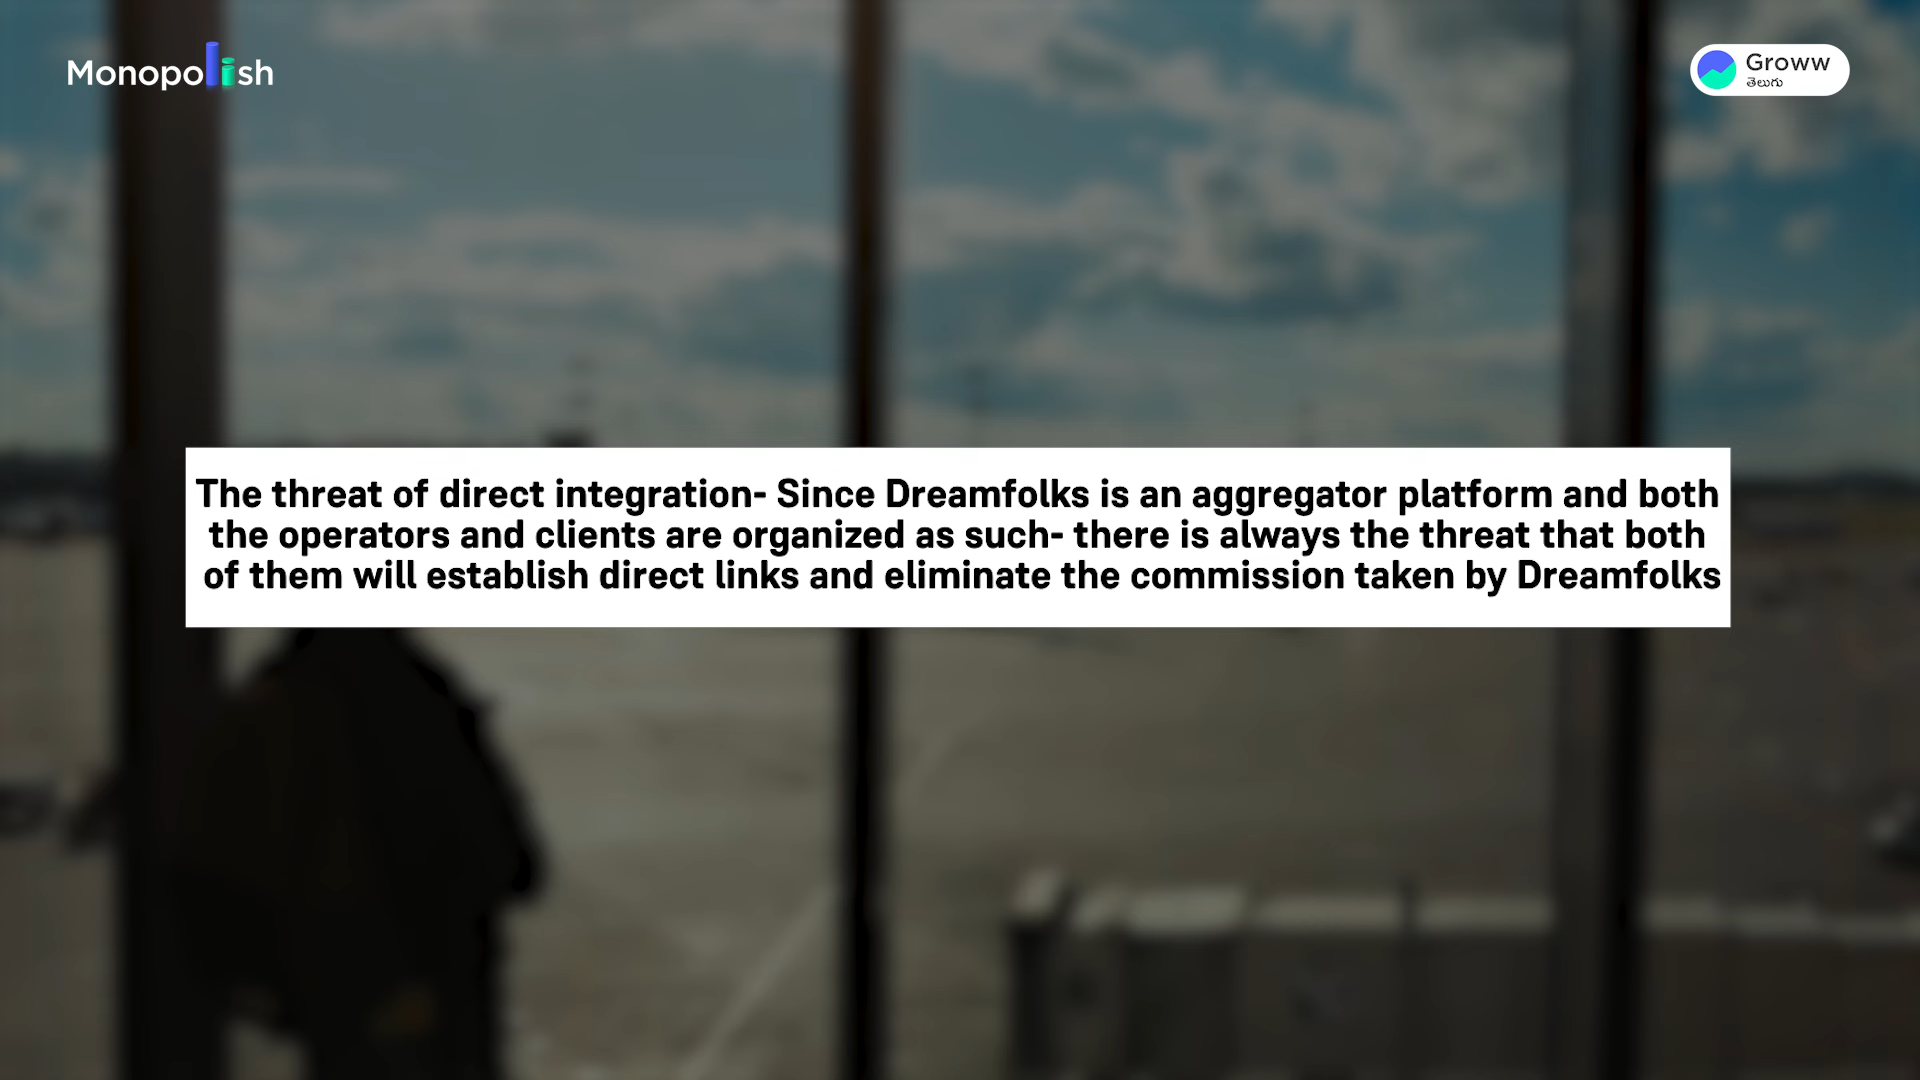 Monopolish
Groww
తెలుగు
The threat of direct integration- Since Dreamfolks is an aggregator platform and both
the operators and clients are organized as such- there is always the threat that both
of them will establish direct links and eliminate the commission taken by Dreamfolks